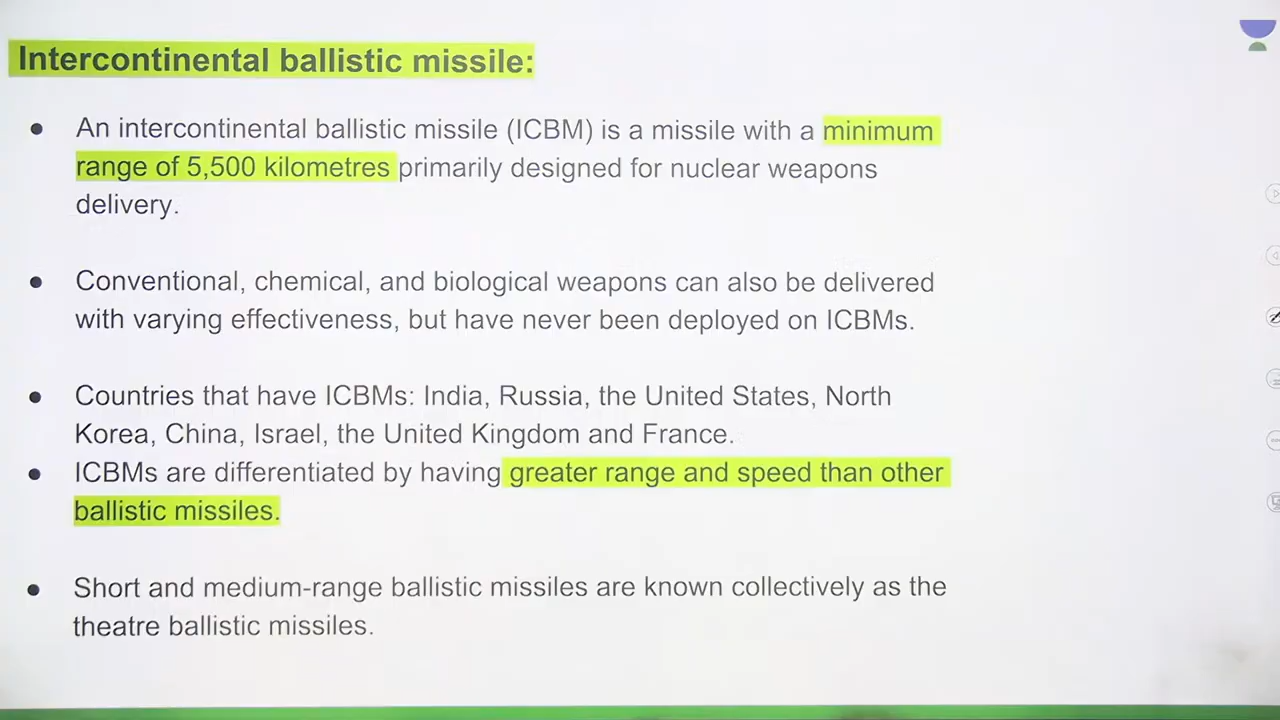 Intercontinental ballistic missile:
● An intercontinental ballistic missile (ICBM) is a missile with a minimum
range of 5,500 kilometres primarily designed for nuclear weapons
delivery.
● Conventional, chemical, and biological weapons can also be delivered
with varying effectiveness, but have never been deployed on ICBMs.
● Countries that have ICBMs: India, Russia, the United States, North
Korea, China, Israel, the United Kingdom and France.
● ICBMs are differentiated by having greater range and speed than other
ballistic missiles.
● Short and medium-range ballistic missiles are known collectively as the
theatre ballistic missiles.